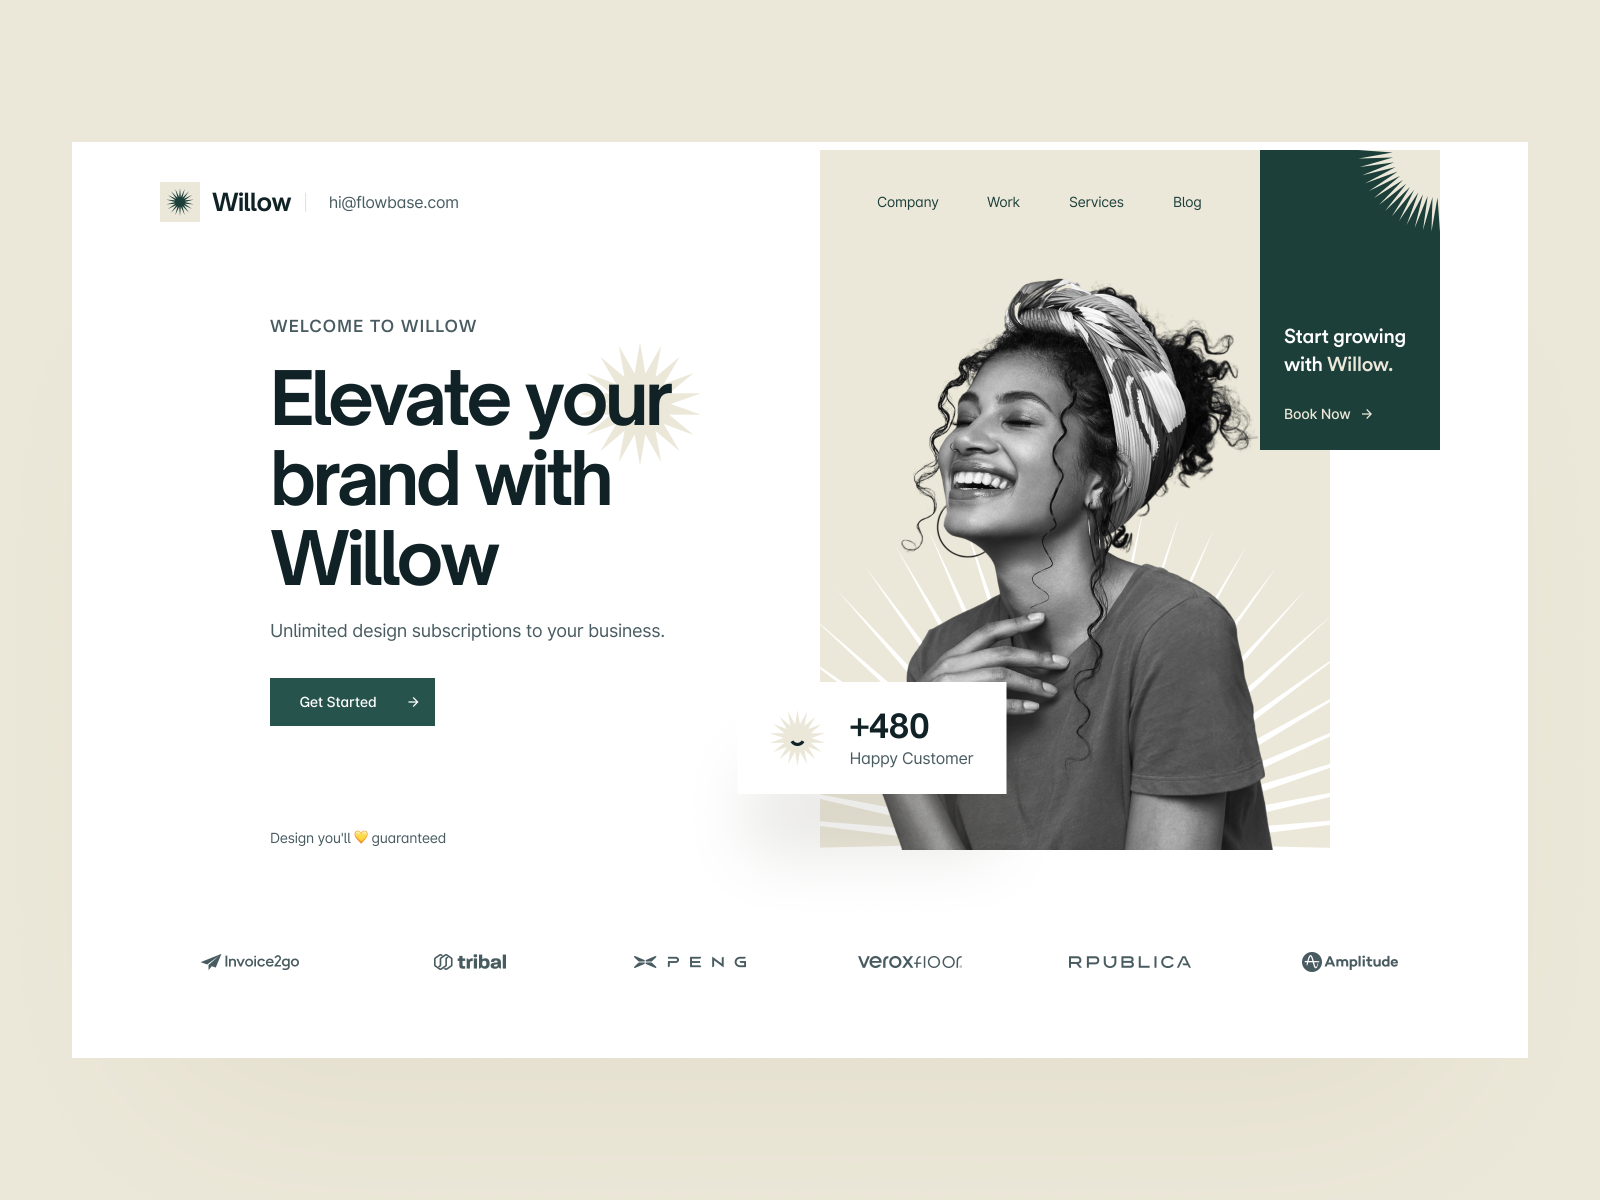 Willow
hi@flowbase.com
Company
Work
Services
Blog
WELCOME TO WILLOW
Elevate your
brand with
Willow
Unlimited design subscriptions to your business.
Get Started →
Design you'll 💛 guaranteed
Start growing
with Willow.
Book Now →
+480
Happy Customer
Invoice2go
tribal
XPENG
veroxfloor
RPÚBLICA
Amplitude